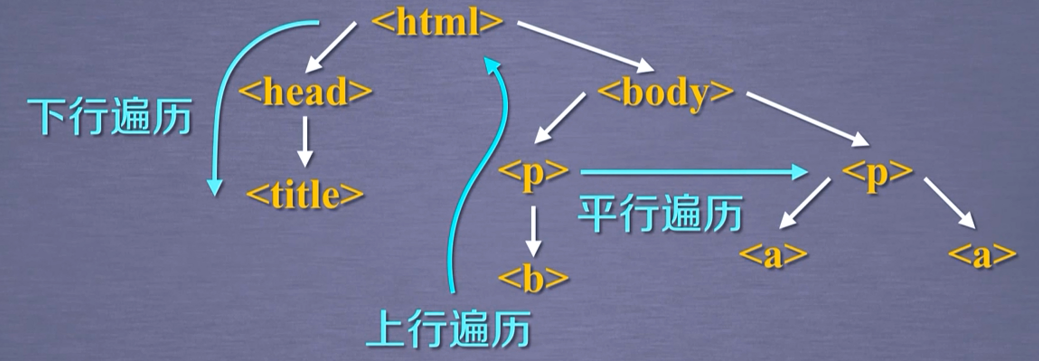 <html>
<head>
<body>
下行遍历
<p>
<p>
<title>
平行遍历
<a>
<a>
<b>
上行遍历